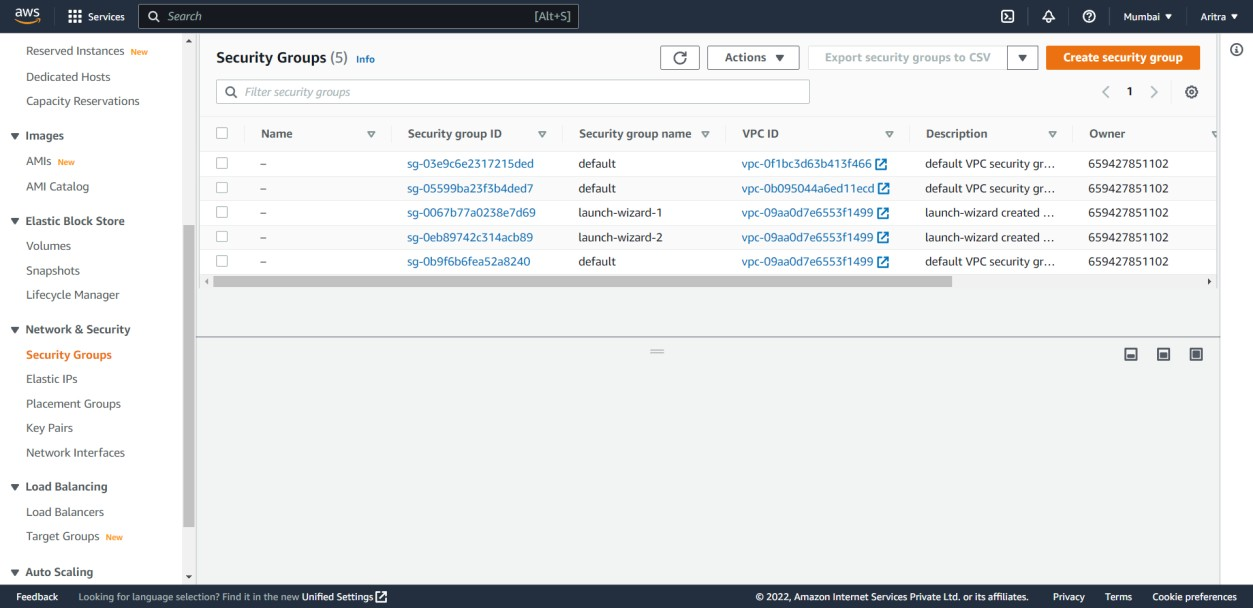 aws Services Search [Alt+S] Mumbai Aritra
Reserved Instances New
Dedicated Hosts
Capacity Reservations
Images
AMIs New
AMI Catalog
Elastic Block Store
Volumes
Snapshots
Lifecycle Manager
Network & Security
Security Groups
Elastic IPs
Placement Groups
Key Pairs
Network Interfaces
Load Balancing
Load Balancers
Target Groups New
Auto Scaling
Security Groups (5) Info Actions Export security groups to CSV Create security group
Filter security groups 1
Name Security group ID Security group name VPC ID Description Owner
– sg-03e9c6e2317215ded default vpc-0f1bc3d63b413f466 default VPC security gr... 659427851102
– sg-05599ba23f3b4ded7 default vpc-0b095044a6ed11ecd default VPC security gr... 659427851102
– sg-0067b77a0238e7d69 launch-wizard-1 vpc-09aa0d7e6553f1499 launch-wizard created ... 659427851102
– sg-0eb89742c314acb89 launch-wizard-2 vpc-09aa0d7e6553f1499 launch-wizard created ... 659427851102
– sg-0b9f6b6fea52a8240 default vpc-09aa0d7e6553f1499 default VPC security gr... 659427851102
Feedback Looking for language selection? Find it in the new Unified Settings © 2022, Amazon Internet Services Private Ltd. or its affiliates. Privacy Terms Cookie preferences